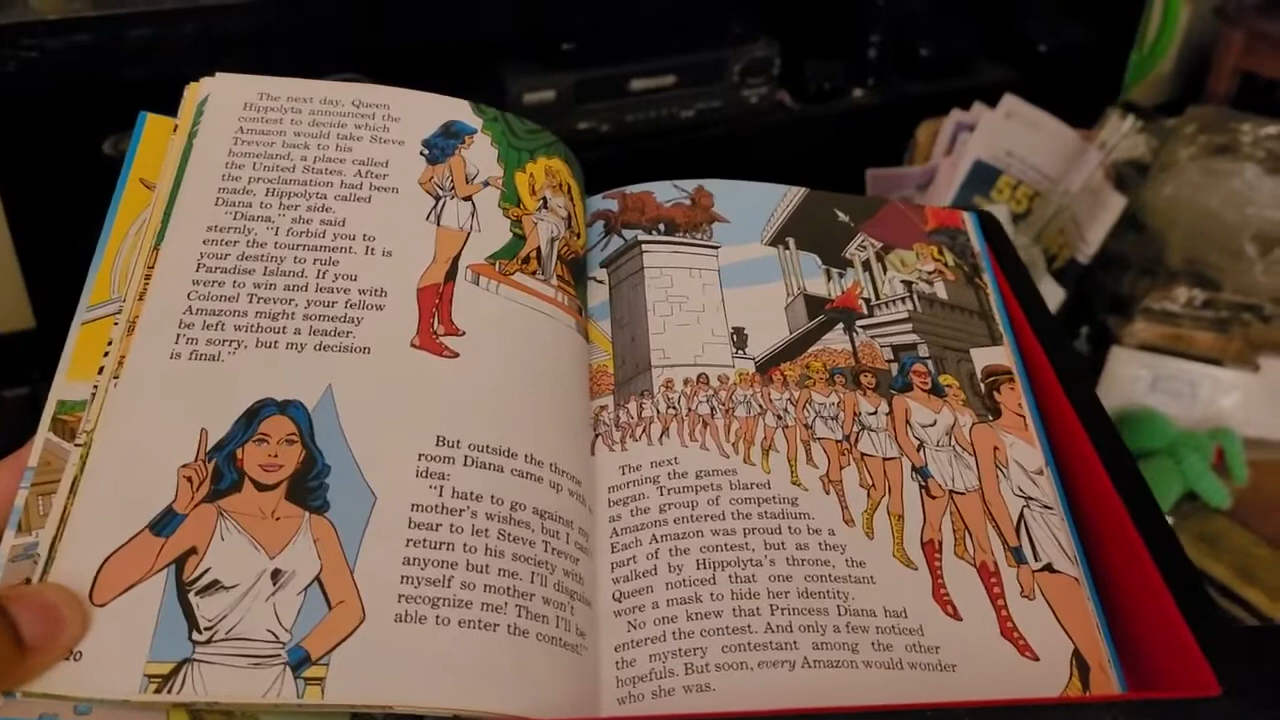 The next day, Queen
Hippolyta announced the
contest to decide which
Amazon would take Steve
Trevor back to his
homeland, a place called
the United States. After
the proclamation had been
made, Hippolyta called
Diana to her side.
"Diana," she said
sternly, "I forbid you to
enter the tournament. It is
your destiny to rule
Paradise Island. If you
were to win and leave with
Colonel Trevor, your fellow
Amazons might someday
be left without a leader.
I'm sorry, but my decision
is final."
But outside the throne
room Diana came up with
idea:
"I hate to go against
mother's wishes, but I
bear to let Steve Trevor
return to his society with
anyone but me. I'll disguise
myself so mother won't
recognize me! Then I'll be
able to enter the contest!"
20
The next
morning the games
began. Trumpets blared
as the group of competing
Amazons entered the stadium.
Each Amazon was proud to be a
part of the contest, but as they
walked by Hippolyta's throne, the
Queen noticed that one contestant
wore a mask to hide her identity.
No one knew that Princess Diana had
entered the contest. And only a few noticed
the mystery contestant among the other
hopefuls. But soon, every Amazon would wonder
who she was.
55